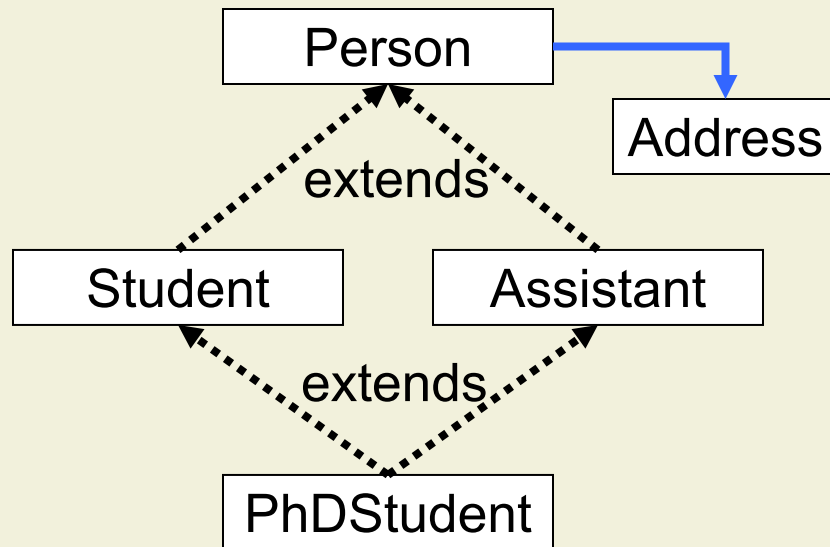 Person
Address
extends
Student
Assistant
extends
PhDStudent